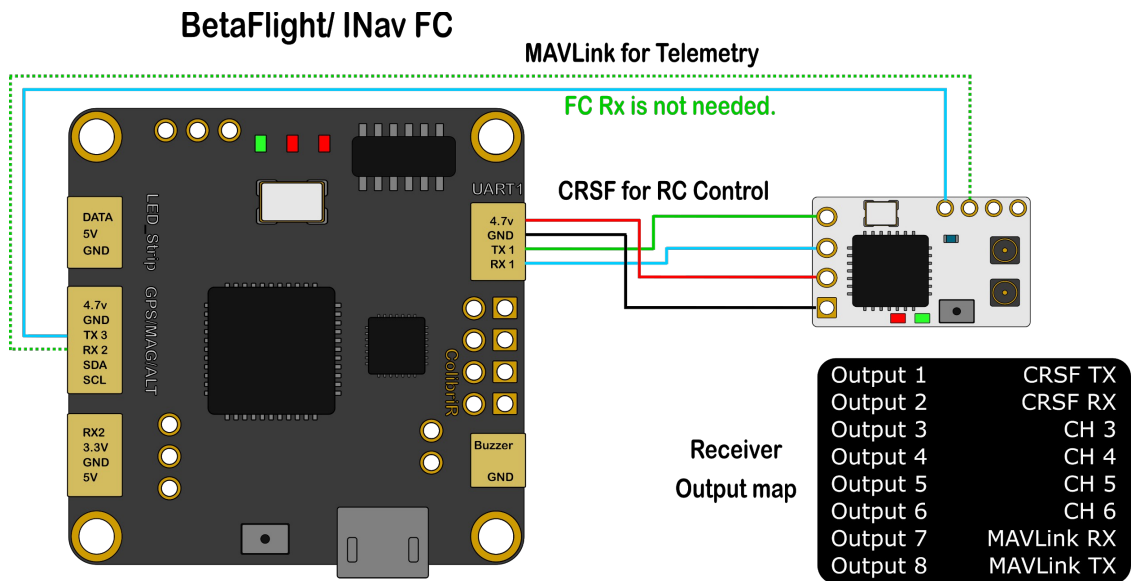 BetaFlight/ INav FC
MAVLink for Telemetry
FC Rx is not needed.
CRSF for RC Control
UART1
4.7v
GND
TX 1
RX 1
LED_Strip
DATA
5V
GND
GPS/MAG/ALT
4.7v
GND
TX 3
RX 2
SDA
SCL
RX2
3.3V
GND
5V
ColibriR
Buzzer
GND
Receiver
Output map
Output 1 CRSF TX
Output 2 CRSF RX
Output 3 CH 3
Output 4 CH 4
Output 5 CH 5
Output 6 CH 6
Output 7 MAVLink RX
Output 8 MAVLink TX